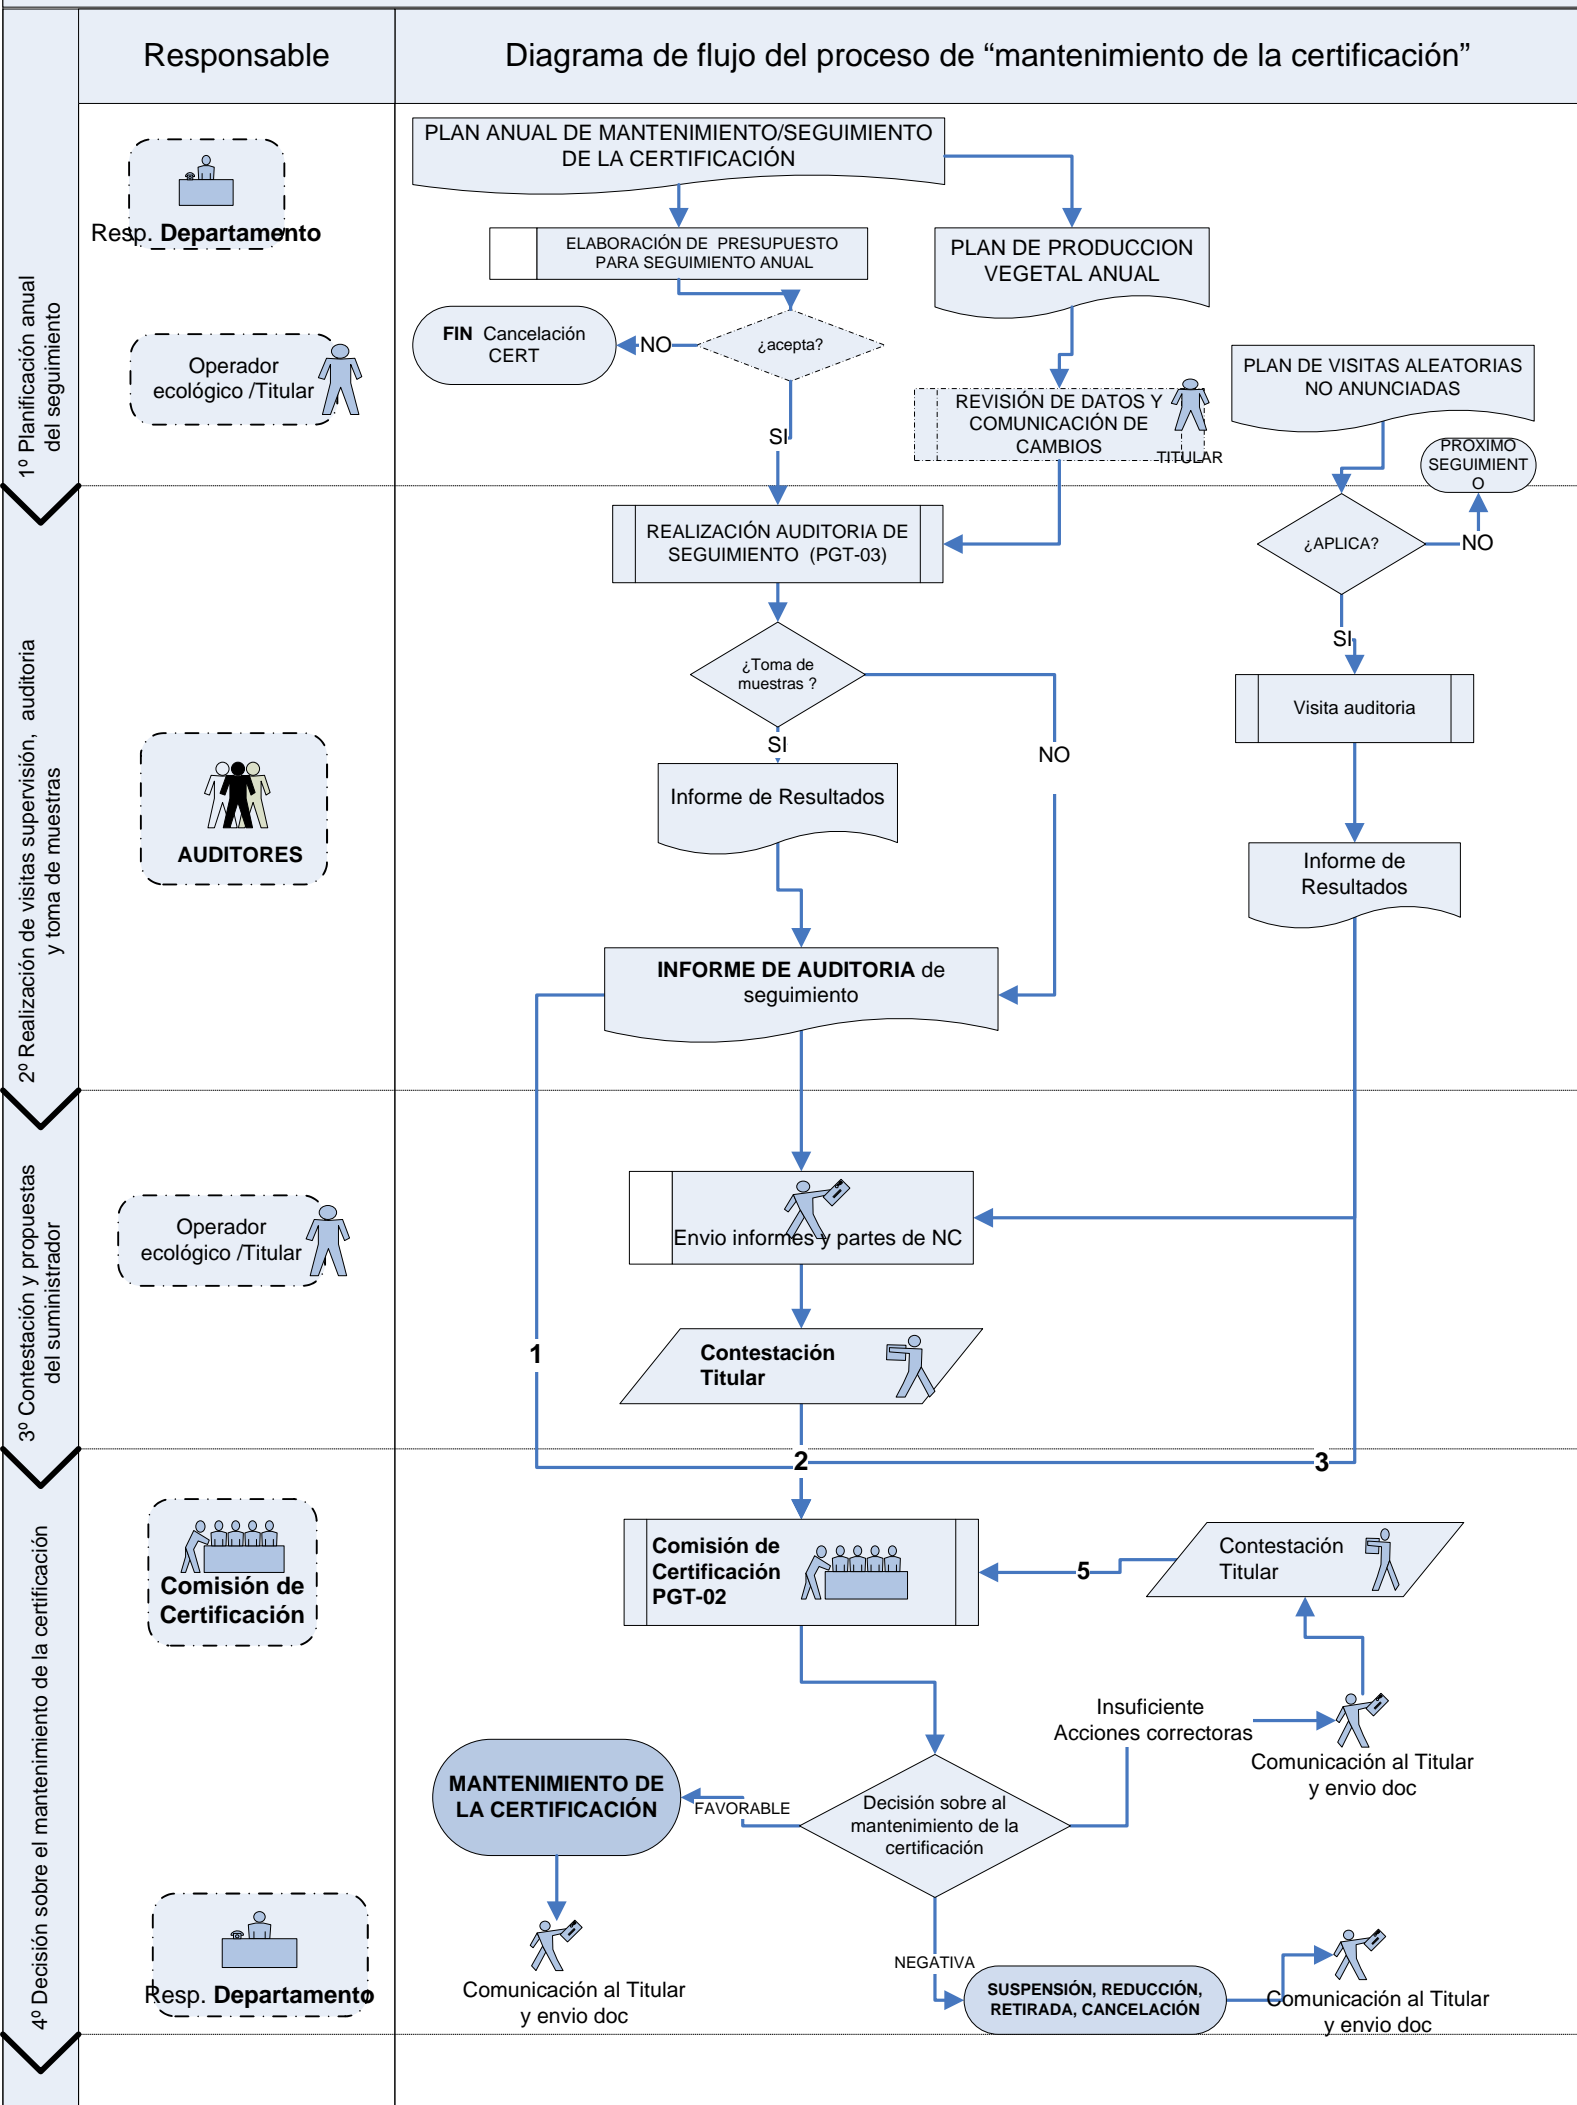 Responsable
Diagrama de flujo del proceso de “mantenimiento de la certificación”
1º Planificación anual
del seguimiento
Resp. Departamento
Operador
ecológico /Titular
PLAN ANUAL DE MANTENIMIENTO/SEGUIMIENTO
DE LA CERTIFICACIÓN
ELABORACIÓN DE PRESUPUESTO
PARA SEGUIMIENTO ANUAL
PLAN DE PRODUCCION
VEGETAL ANUAL
FIN Cancelación
CERT
NO
¿acepta?
SI
REVISIÓN DE DATOS Y
COMUNICACIÓN DE
CAMBIOS
TITULAR
PLAN DE VISITAS ALEATORIAS
NO ANUNCIADAS
PROXIMO
SEGUIMIENT
O
2º Realización de visitas supervisión, auditoria
y toma de muestras
AUDITORES
REALIZACIÓN AUDITORIA DE
SEGUIMIENTO (PGT-03)
¿APLICA?
NO
SI
¿Toma de
muestras ?
SI
NO
Visita auditoria
Informe de Resultados
Informe de
Resultados
INFORME DE AUDITORIA de
seguimiento
3º Contestación y propuestas
del suministrador
Operador
ecológico /Titular
Envio informes y partes de NC
1
Contestación
Titular
2
3
4º Decisión sobre el mantenimiento de la certificación
Comisión de
Certificación
Comisión de
Certificación
PGT-02
5
Contestación
Titular
Insuficiente
Acciones correctoras
Comunicación al Titular
y envio doc
MANTENIMIENTO DE
LA CERTIFICACIÓN
FAVORABLE
Decisión sobre al
mantenimiento de la
certificación
NEGATIVA
Resp. Departamento
Comunicación al Titular
y envio doc
SUSPENSIÓN, REDUCCIÓN,
RETIRADA, CANCELACIÓN
Comunicación al Titular
y envio doc